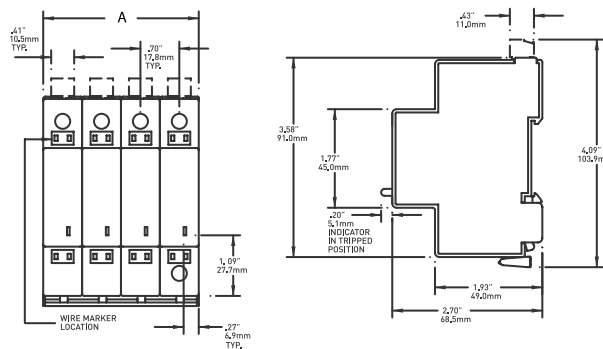 A
.41"
10.5mm
TYP.
.70"
17.8mm
TYP.
1.09"
27.7mm
WIRE MARKER
LOCATION
.27"
6.9mm
TYP.
.43"
11.0mm
3.58"
91.0mm
1.77"
45.0mm
4.09"
103.9m
.20"
5.1mm
INDICATOR
IN TRIPPED
POSITION
1.93"
49.0mm
2.70"
68.5mm